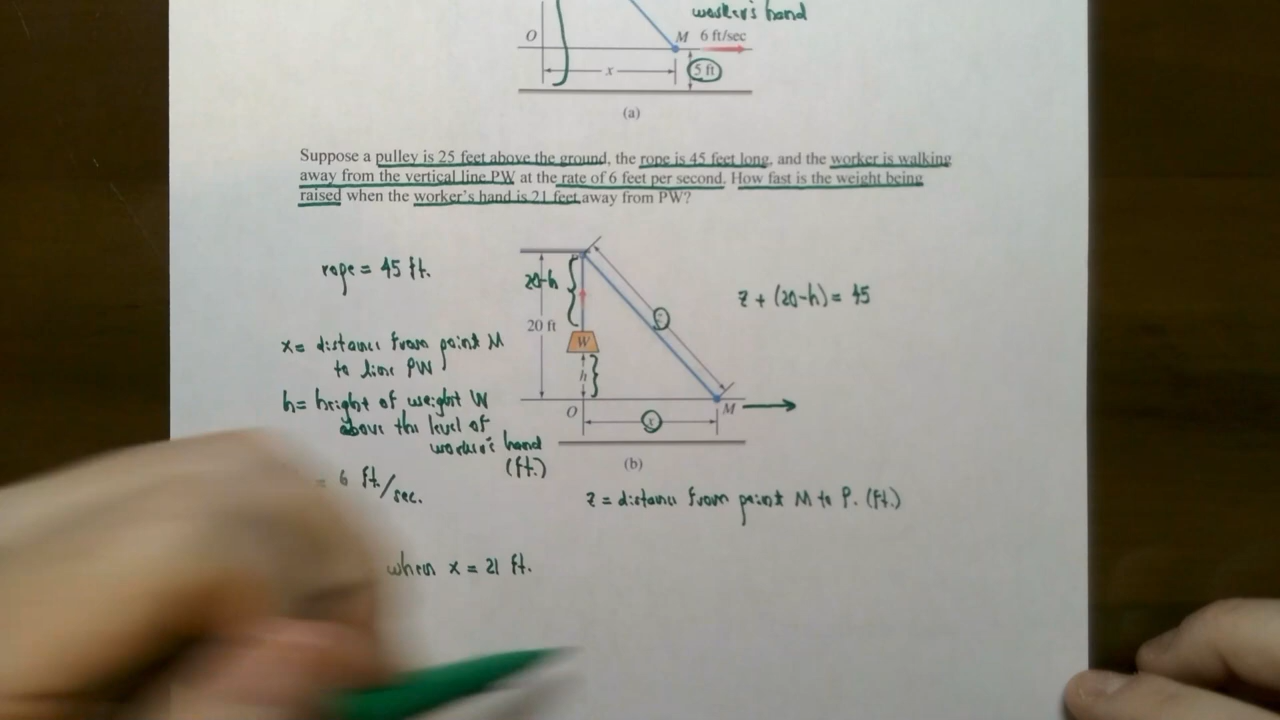 worker's hand
O
M 6 ft/sec
x
5 ft
(a)
Suppose a pulley is 25 feet above the ground, the rope is 45 feet long, and the worker is walking
away from the vertical line PW at the rate of 6 feet per second. How fast is the weight being
raised when the worker's hand is 21 feet away from PW?
rope = 45 ft.
20-h
z + (20-h) = 45
20 ft
W
x = distance from point M
to line PW
h
h = height of weight W
above the level of
worker's hand
(ft.)
O
M
x
(b)
= 6 ft/sec.
z = distance from point M to P. (ft.)
when x = 21 ft.